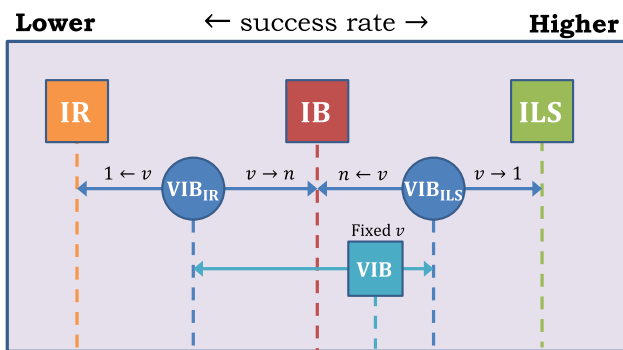 Lower ← success rate → Higher
IR IB ILS
1 ← v v → n n ← v v → 1
VIB_IR VIB_ILS
Fixed v
VIB